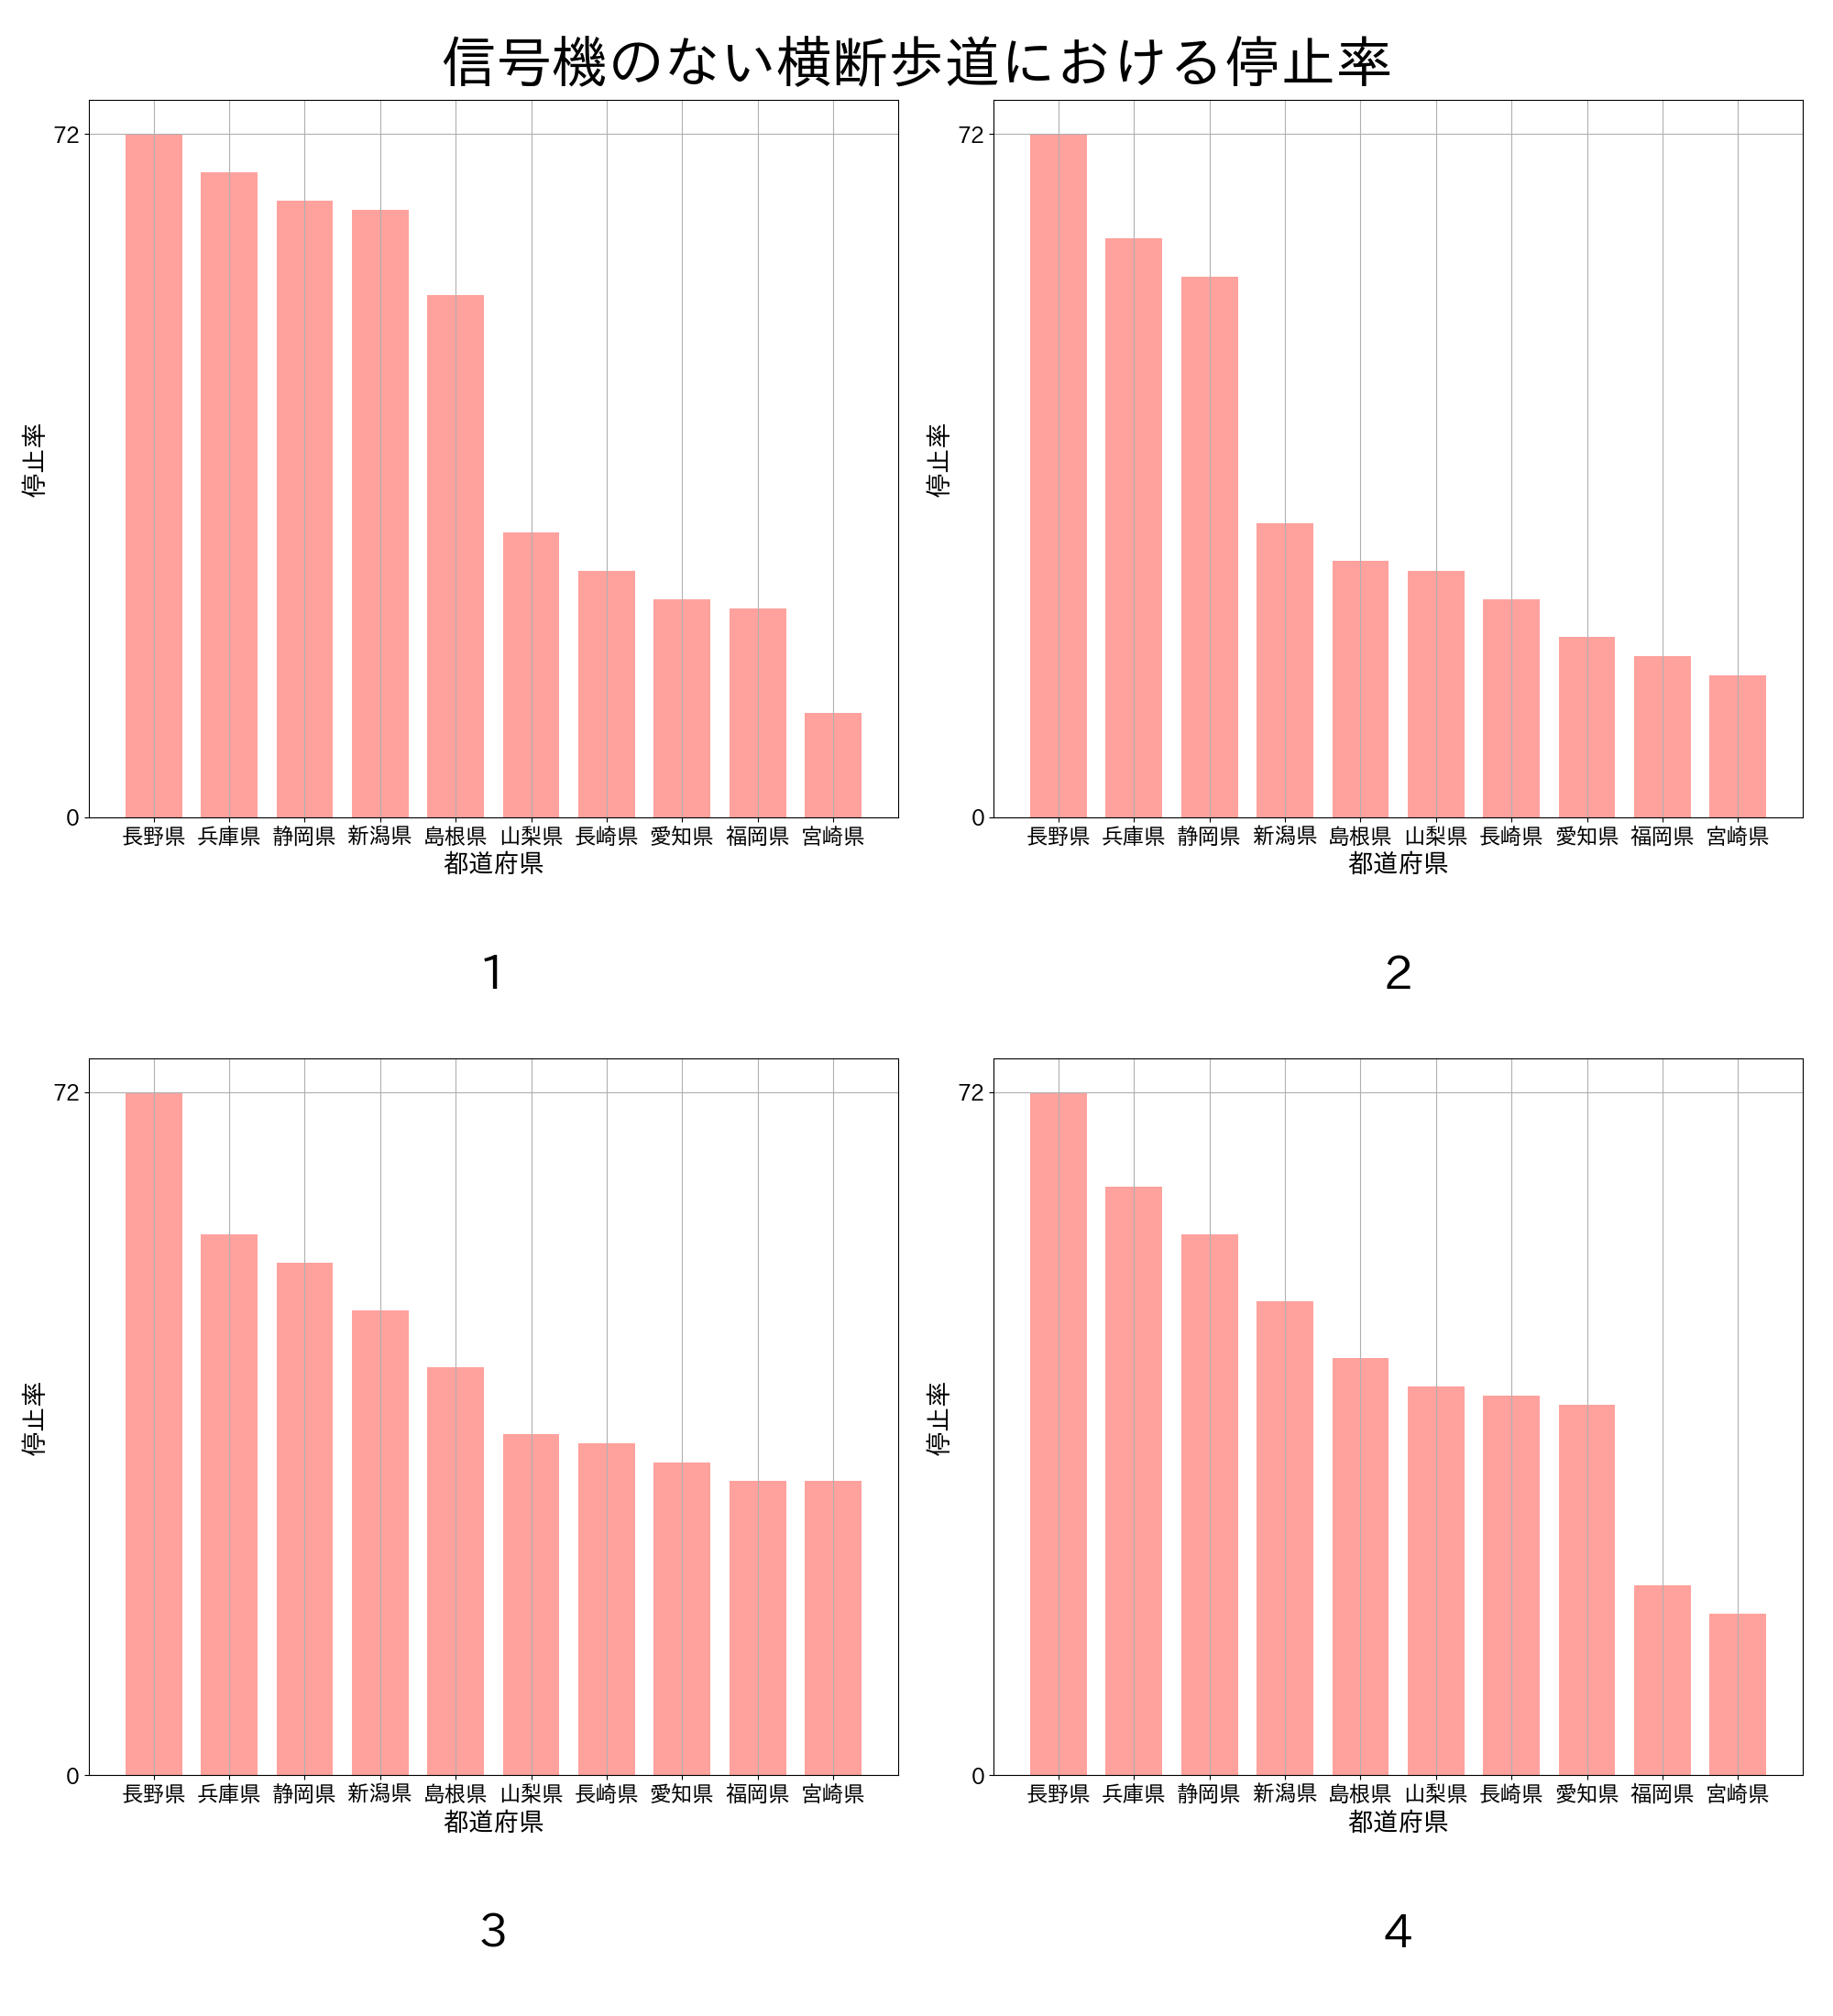 信号機のない横断歩道における停止率
72
停止率
0
長野県 兵庫県 静岡県 新潟県 島根県 山梨県 長崎県 愛知県 福岡県 宮崎県
都道府県
1
72
停止率
0
長野県 兵庫県 静岡県 新潟県 島根県 山梨県 長崎県 愛知県 福岡県 宮崎県
都道府県
2
72
停止率
0
長野県 兵庫県 静岡県 新潟県 島根県 山梨県 長崎県 愛知県 福岡県 宮崎県
都道府県
3
72
停止率
0
長野県 兵庫県 静岡県 新潟県 島根県 山梨県 長崎県 愛知県 福岡県 宮崎県
都道府県
4